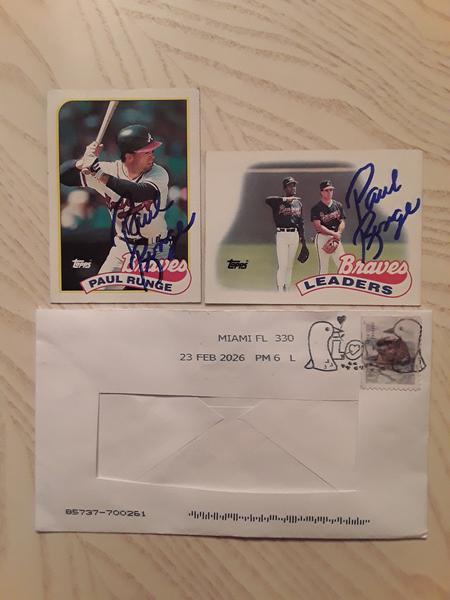 Paul
Runge
Topps
Braves
PAUL RUNGE
Paul
Runge
Topps
Braves
LEADERS
MIAMI FL 330
23 FEB 2026 PM 6 L
85737-700261